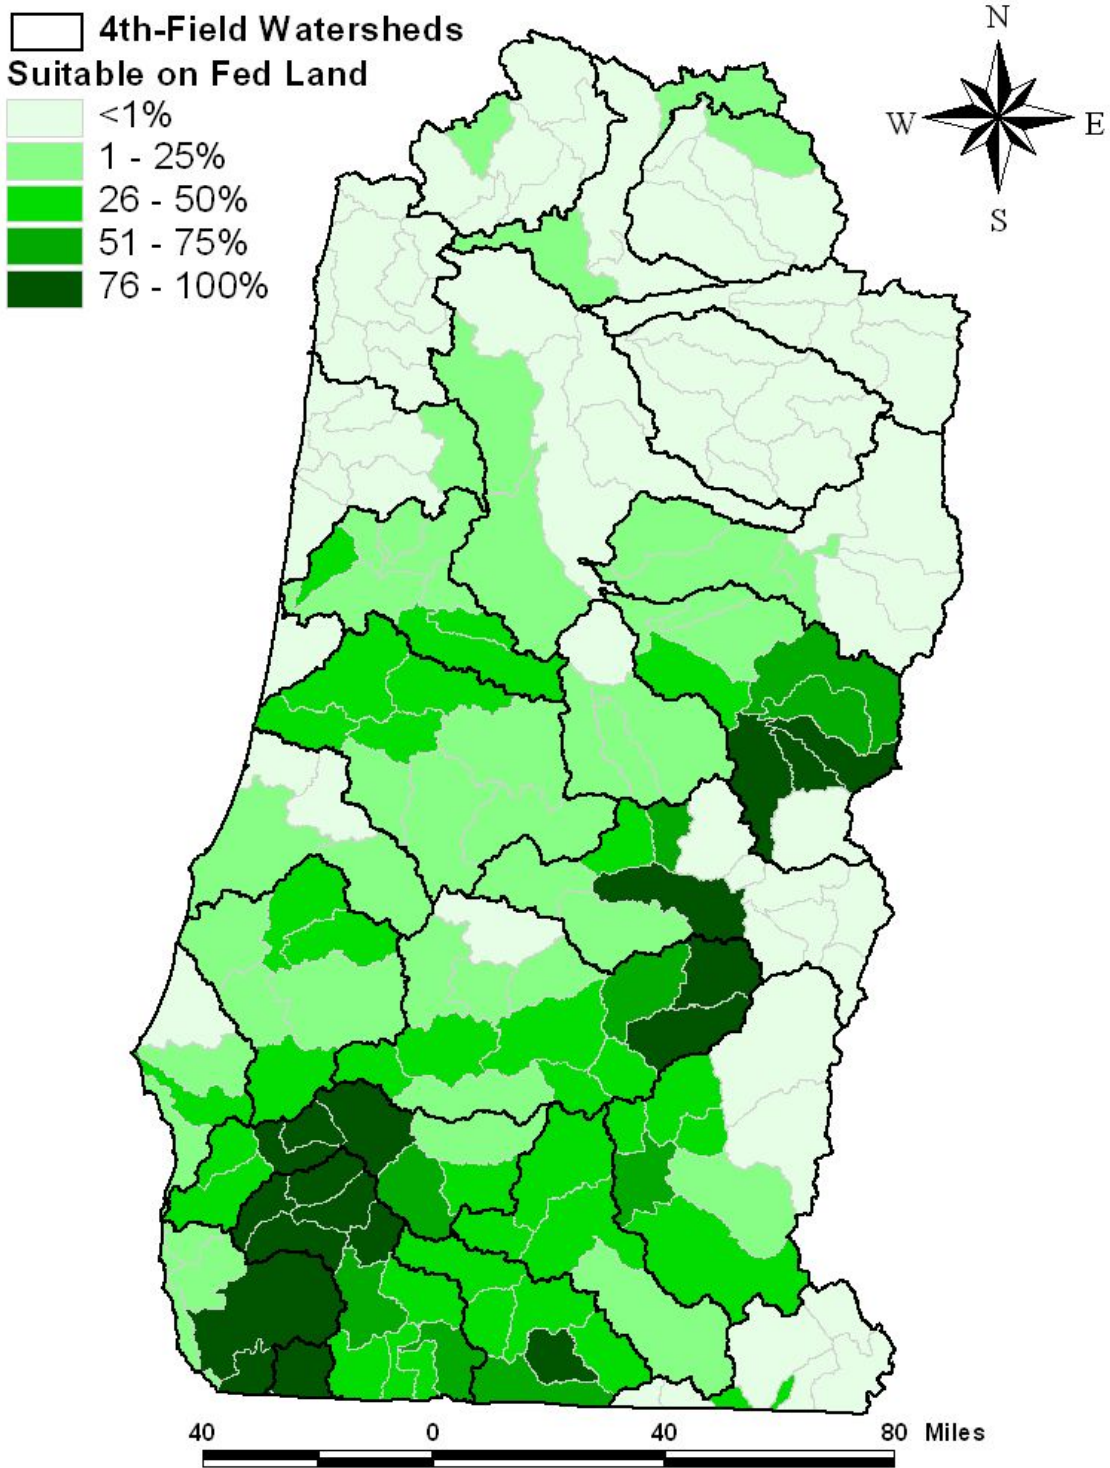 4th-Field Watersheds
Suitable on Fed Land
<1%
1 - 25%
26 - 50%
51 - 75%
76 - 100%
N
W E
S
40 0 40 80 Miles